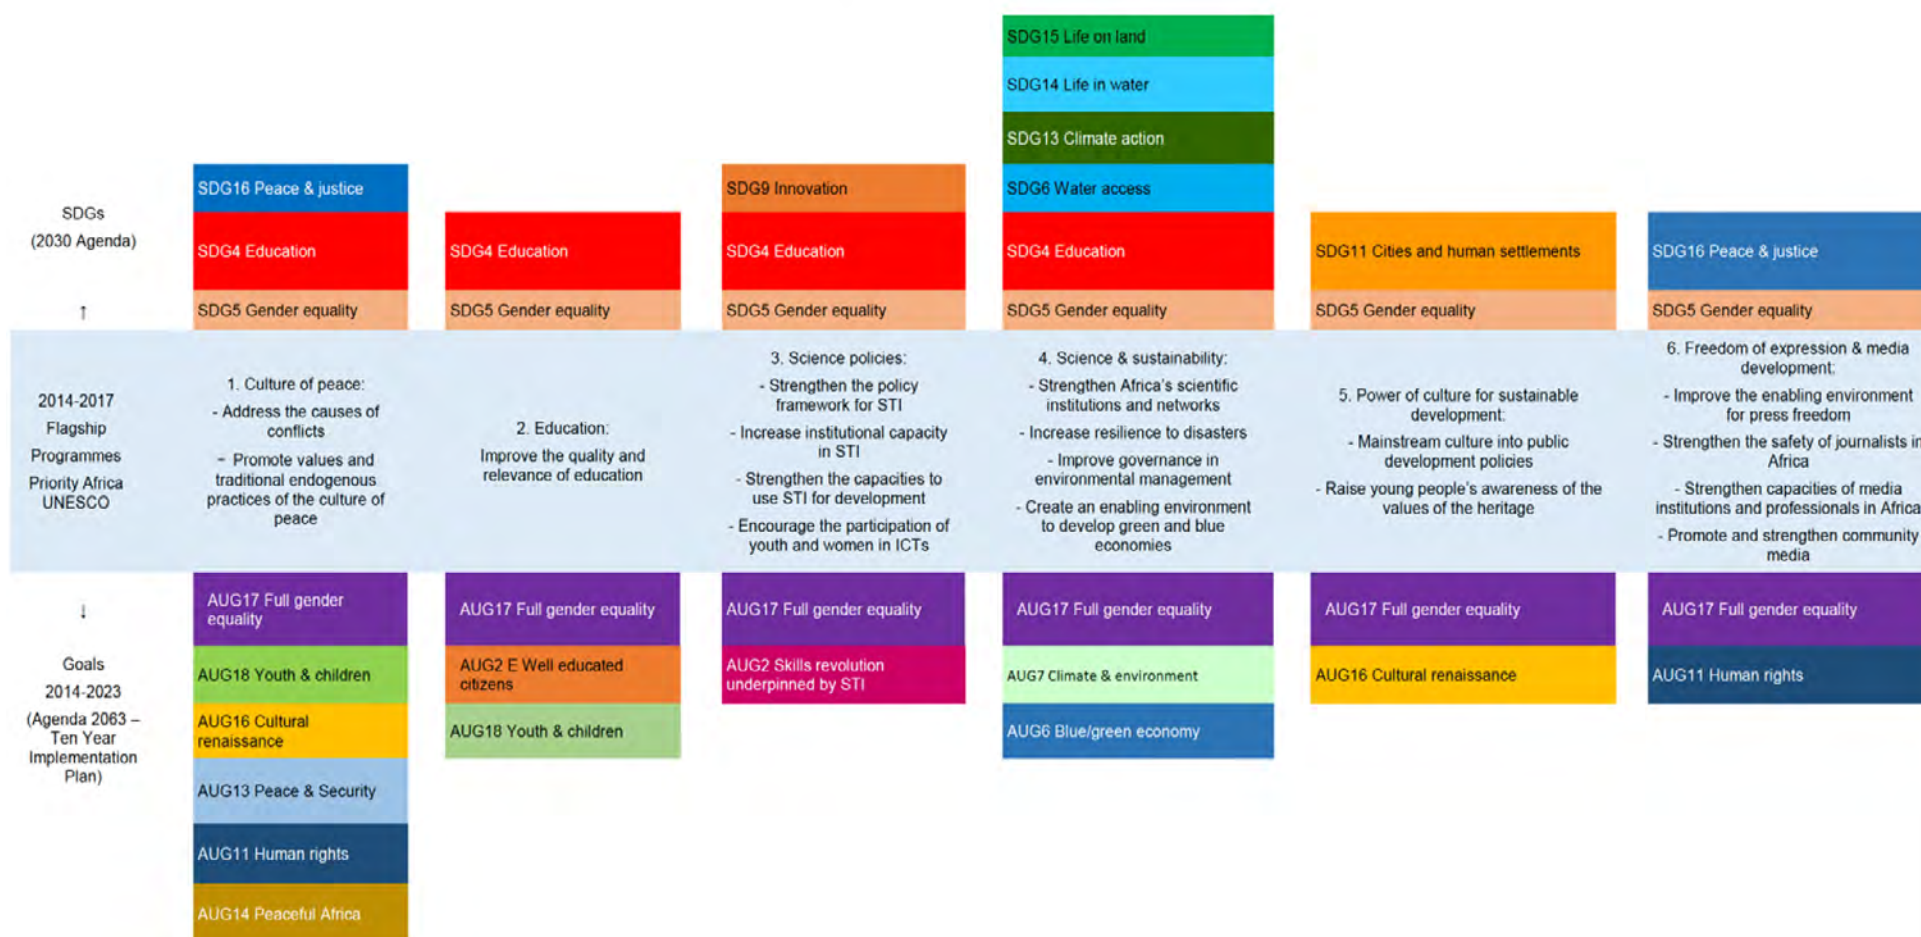 SDGs
(2030 Agenda)
↑
2014-2017
Flagship
Programmes
Priority Africa
UNESCO
↓
Goals
2014-2023
(Agenda 2063 –
Ten Year
Implementation
Plan)
SDG16 Peace & justice
SDG4 Education
SDG5 Gender equality
1. Culture of peace:
- Address the causes of
conflicts
– Promote values and
traditional endogenous
practices of the culture of
peace
AUG17 Full gender
equality
AUG18 Youth & children
AUG16 Cultural
renaissance
AUG13 Peace & Security
AUG11 Human rights
AUG14 Peaceful Africa
SDG4 Education
SDG5 Gender equality
2. Education:
Improve the quality and
relevance of education
AUG17 Full gender equality
AUG2 E Well educated
citizens
AUG18 Youth & children
SDG9 Innovation
SDG4 Education
SDG5 Gender equality
3. Science policies:
- Strengthen the policy
framework for STI
- Increase institutional capacity
in STI
- Strengthen the capacities to
use STI for development
- Encourage the participation of
youth and women in ICTs
AUG17 Full gender equality
AUG2 Skills revolution
underpinned by STI
SDG15 Life on land
SDG14 Life in water
SDG13 Climate action
SDG6 Water access
SDG4 Education
SDG5 Gender equality
4. Science & sustainability:
- Strengthen Africa's scientific
institutions and networks
- Increase resilience to disasters
- Improve governance in
environmental management
- Create an enabling environment
to develop green and blue
economies
AUG17 Full gender equality
AUG7 Climate & environment
AUG6 Blue/green economy
SDG11 Cities and human settlements
SDG5 Gender equality
5. Power of culture for sustainable
development:
- Mainstream culture into public
development policies
- Raise young people's awareness of the
values of the heritage
AUG17 Full gender equality
AUG16 Cultural renaissance
SDG16 Peace & justice
SDG5 Gender equality
6. Freedom of expression & media
development:
- Improve the enabling environment
for press freedom
- Strengthen the safety of journalists in
Africa
- Strengthen capacities of media
institutions and professionals in Africa
- Promote and strengthen community
media
AUG17 Full gender equality
AUG11 Human rights